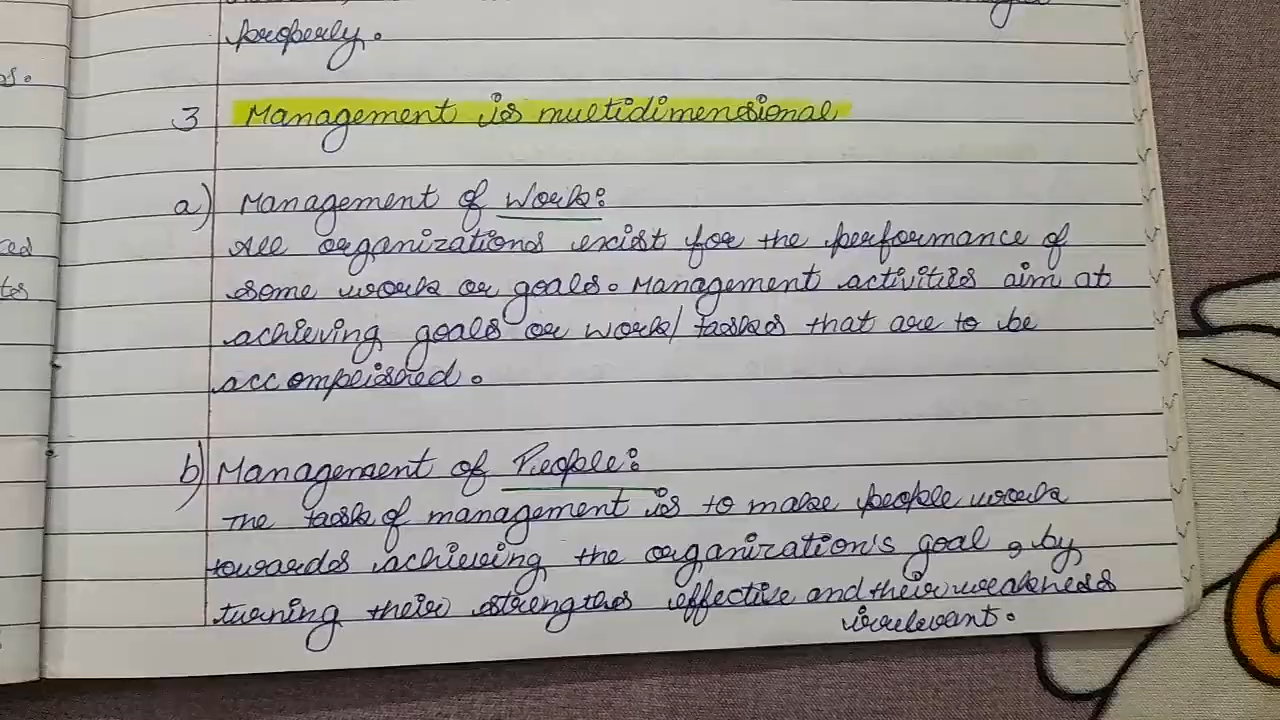 properly.
3 Management is multidimensional
a) Management of Work:
All organizations exist for the performance of
some work or goals. Management activities aim at
achieving goals or work/ tasks that are to be
accomplished.
b) Management of People:
The task of management is to make people work
towards achieving the organization's goal, by
turning their strengths effective and their weakness
irrelevant.